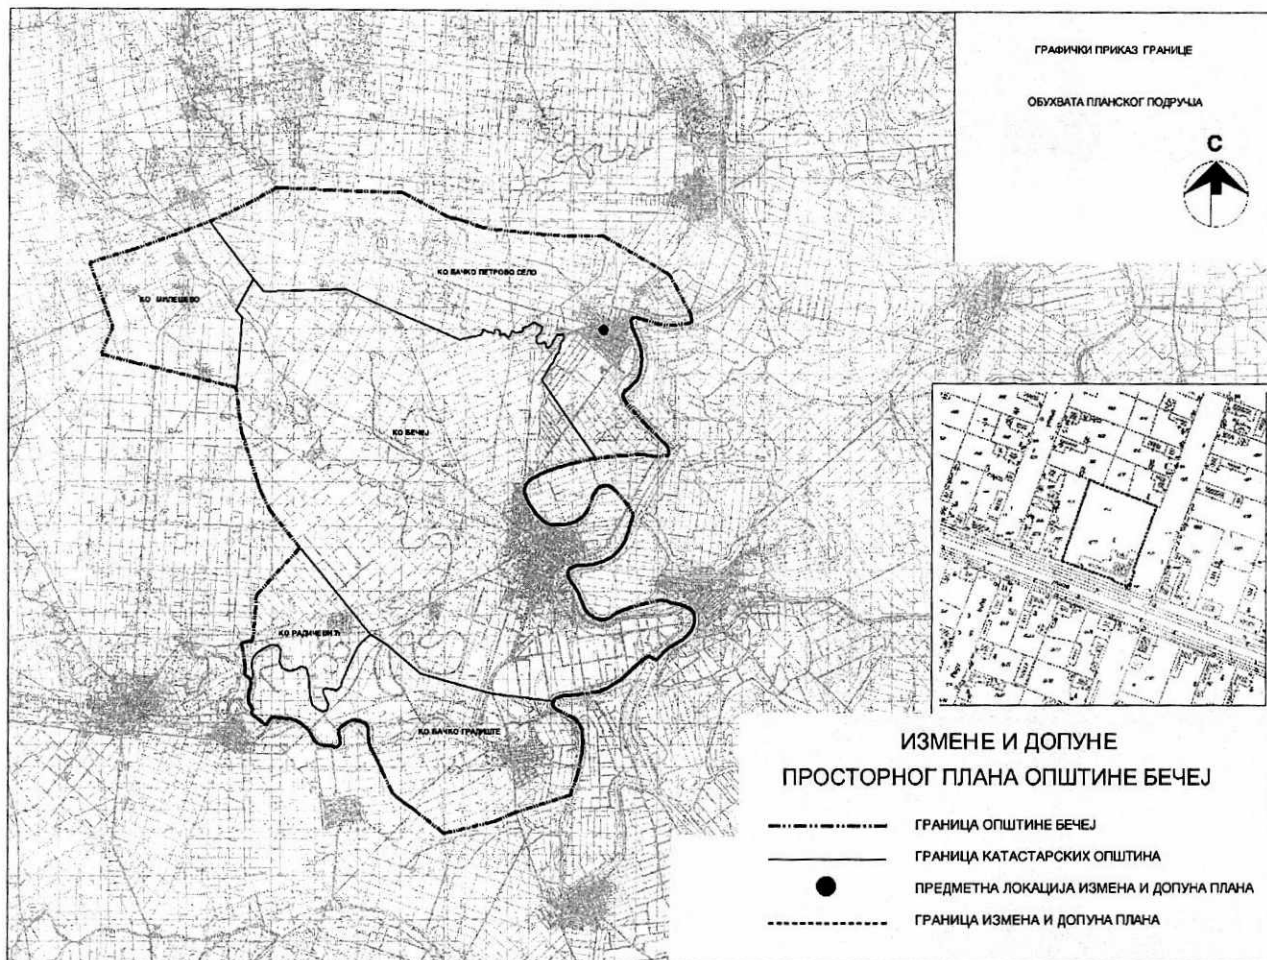 ГРАФИЧКИ ПРИКАЗ ГРАНИЦЕ
ОБУХВАТА ПЛАНСКОГ ПОДРУЧЈА
С
КО БАЧКО ПЕТРОВО СЕЛО
КО МИЛЕШЕВО
КО БЕЧЕЈ
КО РАДИЧЕВИЋ
КО БАЧКО ГРАДИШТЕ
ИЗМЕНЕ И ДОПУНЕ
ПРОСТОРНОГ ПЛАНА ОПШТИНЕ БЕЧЕЈ
ГРАНИЦА ОПШТИНЕ БЕЧЕЈ
ГРАНИЦА КАТАСТАРСКИХ ОПШТИНА
ПРЕДМЕТНА ЛОКАЦИЈА ИЗМЕНА И ДОПУНА ПЛАНА
ГРАНИЦА ИЗМЕНА И ДОПУНА ПЛАНА